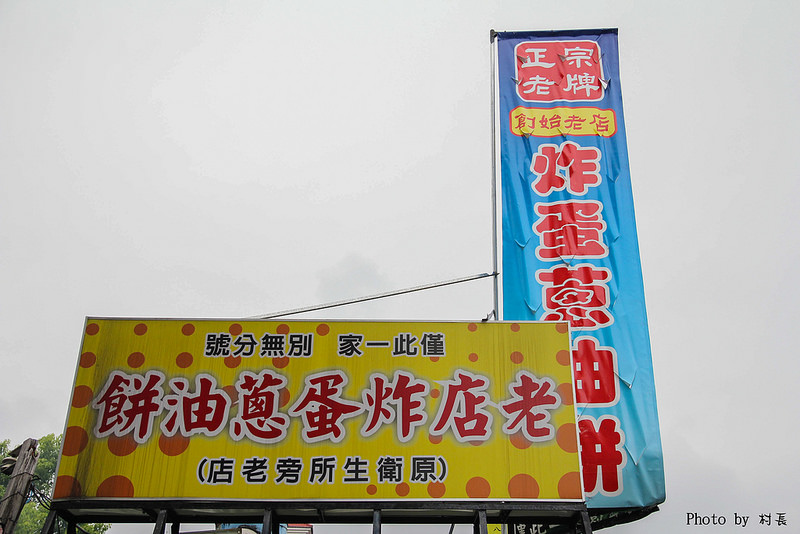 正宗
老牌
創始老店
炸蛋蔥油餅
僅此一家 別無分號
老店炸蛋蔥油餅
(原衛生所旁老店)
Photo by 村長